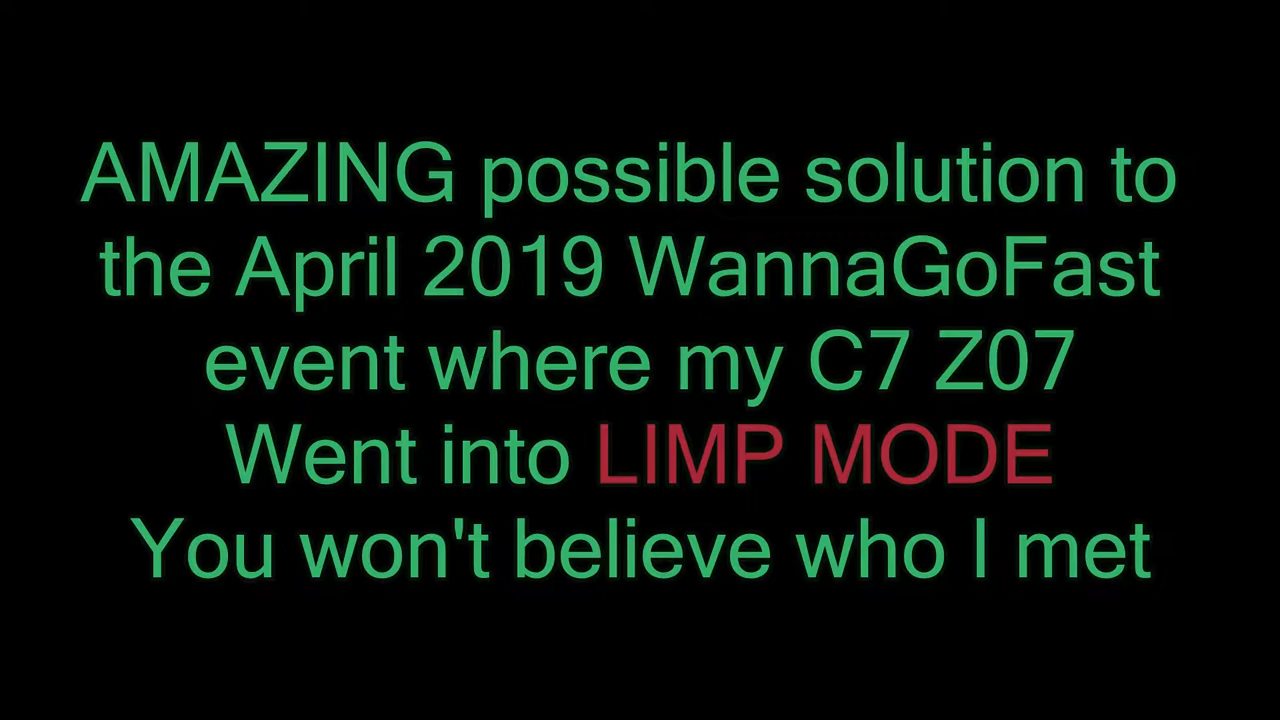 AMAZING possible solution to
the April 2019 WannaGoFast
event where my C7 Z07
Went into LIMP MODE
You won't believe who I met